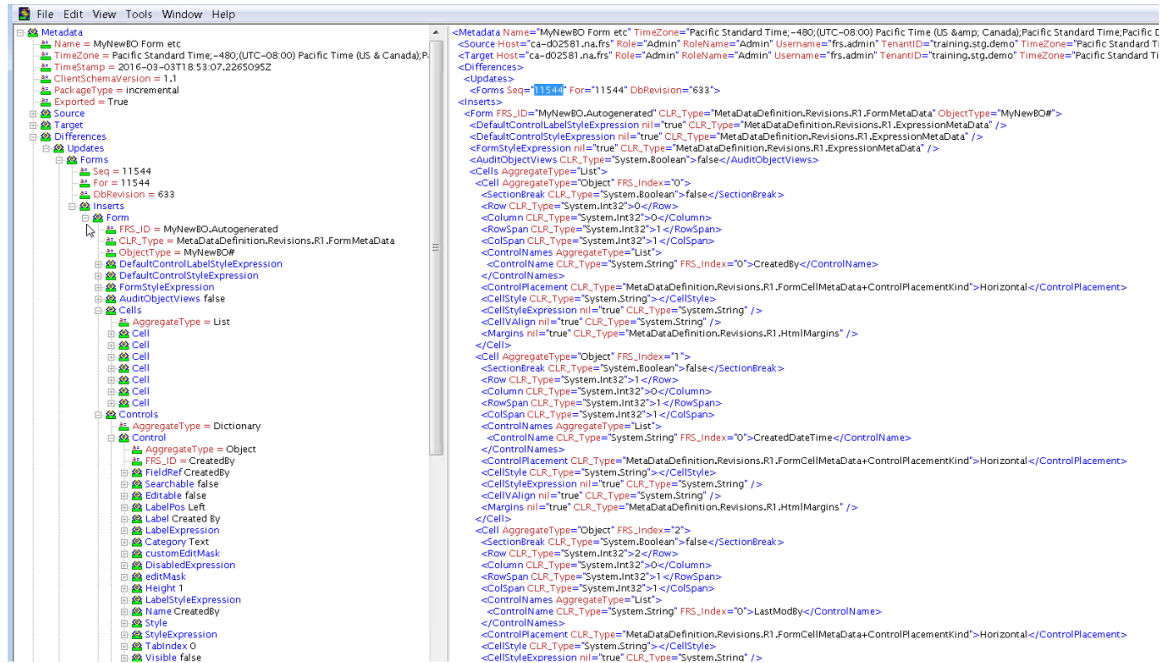 File Edit View Tools Window Help
Metadata
Name = MyNewBO Form etc
TimeZone = Pacific Standard Time;-480;(UTC-08:00) Pacific Time (US & Canada);P
TimeStamp = 2016-03-03T18:53:07.2265095Z
ClientSchemaVersion = 1.1
PackageType = incremental
Exported = True
Source
Target
Differences
Updates
Forms
Seq = 11544
For = 11544
DbRevision = 633
Inserts
Form
FRS_ID = MyNewBO.Autogenerated
CLR_Type = MetaDataDefinition.Revisions.R1.FormMetaData
ObjectType = MyNewBO#
DefaultControlLabelStyleExpression
DefaultControlStyleExpression
FormStyleExpression
AuditObjectViews false
Cells
AggregateType = List
Cell
Cell
Cell
Cell
Cell
Cell
Controls
AggregateType = Dictionary
Control
AggregateType = Object
FRS_ID = CreatedBy
FieldRef CreatedBy
Searchable false
Editable false
LabelPos Left
Label Created By
LabelExpression
Category Text
customEditMask
DisabledExpression
editMask
Height 1
LabelStyleExpression
Name CreatedBy
Style
StyleExpression
TabIndex 0
Visible false
<Metadata Name="MyNewBO Form etc" TimeZone="Pacific Standard Time;-480;(UTC-08:00) Pacific Time (US &amp; Canada);Pacific Standard Time;Pacific D
<Source Host="ca-d02581.na.frs" Role="Admin" RoleName="Admin" Username="frs.admin" TenantID="training.stg.demo" TimeZone="Pacific Standard
<Target Host="ca-d02581.na.frs" Role="Admin" RoleName="Admin" Username="frs.admin" TenantID="training.stg.demo" TimeZone="Pacific Standard Ti
<Differences>
<Updates>
<Forms Seq="11544" For="11544" DbRevision="633">
<Inserts>
<Form FRS_ID="MyNewBO.Autogenerated" CLR_Type="MetaDataDefinition.Revisions.R1.FormMetaData" ObjectType="MyNewBO#">
<DefaultControlLabelStyleExpression nil="true" CLR_Type="MetaDataDefinition.Revisions.R1.ExpressionMetaData" />
<DefaultControlStyleExpression nil="true" CLR_Type="MetaDataDefinition.Revisions.R1.ExpressionMetaData" />
<FormStyleExpression nil="true" CLR_Type="MetaDataDefinition.Revisions.R1.ExpressionMetaData" />
<AuditObjectViews CLR_Type="System.Boolean">false</AuditObjectViews>
<Cells AggregateType="List">
<Cell AggregateType="Object" FRS_Index="0">
<SectionBreak CLR_Type="System.Boolean">false</SectionBreak>
<Row CLR_Type="System.Int32">0</Row>
<Column CLR_Type="System.Int32">0</Column>
<RowSpan CLR_Type="System.Int32">1</RowSpan>
<ColSpan CLR_Type="System.Int32">1</ColSpan>
<ControlNames AggregateType="List">
<ControlName CLR_Type="System.String" FRS_Index="0">CreatedBy</ControlName>
</ControlNames>
<ControlPlacement CLR_Type="MetaDataDefinition.Revisions.R1.FormCellMetaData+ControlPlacementKind">Horizontal</ControlPlacement>
<CellStyle CLR_Type="System.String"></CellStyle>
<CellStyleExpression nil="true" CLR_Type="System.String" />
<CellVAlign nil="true" CLR_Type="System.String" />
<Margins nil="true" CLR_Type="MetaDataDefinition.Revisions.R1.HtmlMargins" />
</Cell>
<Cell AggregateType="Object" FRS_Index="1">
<SectionBreak CLR_Type="System.Boolean">false</SectionBreak>
<Row CLR_Type="System.Int32">1</Row>
<Column CLR_Type="System.Int32">0</Column>
<RowSpan CLR_Type="System.Int32">1</RowSpan>
<ColSpan CLR_Type="System.Int32">1</ColSpan>
<ControlNames AggregateType="List">
<ControlName CLR_Type="System.String" FRS_Index="0">CreatedDateTime</ControlName>
</ControlNames>
<ControlPlacement CLR_Type="MetaDataDefinition.Revisions.R1.FormCellMetaData+ControlPlacementKind">Horizontal</ControlPlacement>
<CellStyle CLR_Type="System.String"></CellStyle>
<CellStyleExpression nil="true" CLR_Type="System.String" />
<CellVAlign nil="true" CLR_Type="System.String" />
<Margins nil="true" CLR_Type="MetaDataDefinition.Revisions.R1.HtmlMargins" />
</Cell>
<Cell AggregateType="Object" FRS_Index="2">
<SectionBreak CLR_Type="System.Boolean">false</SectionBreak>
<Row CLR_Type="System.Int32">2</Row>
<Column CLR_Type="System.Int32">0</Column>
<RowSpan CLR_Type="System.Int32">1</RowSpan>
<ColSpan CLR_Type="System.Int32">1</ColSpan>
<ControlNames AggregateType="List">
<ControlName CLR_Type="System.String" FRS_Index="0">LastModBy</ControlName>
</ControlNames>
<ControlPlacement CLR_Type="MetaDataDefinition.Revisions.R1.FormCellMetaData+ControlPlacementKind">Horizontal</ControlPlacement>
<CellStyle CLR_Type="System.String"></CellStyle>
<CellStyleExpression nil="true" CLR_Type="System.String" />